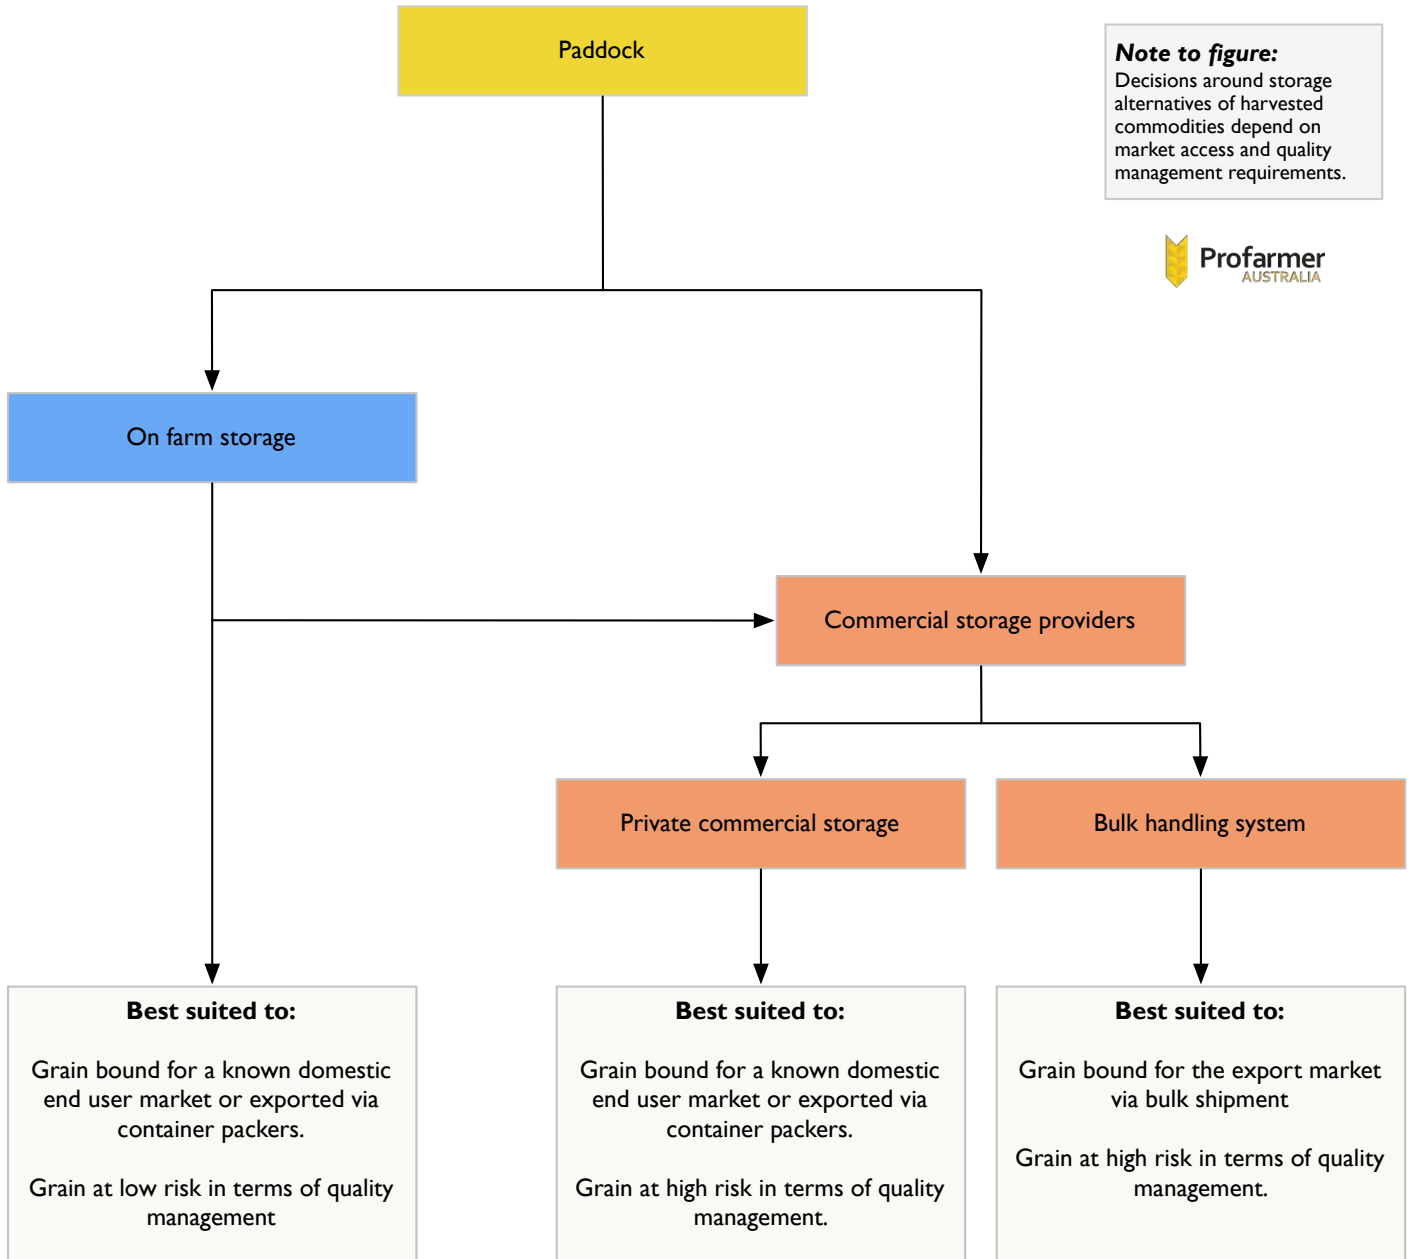 Paddock
Note to figure:
Decisions around storage
alternatives of harvested
commodities depend on
market access and quality
management requirements.
Profarmer
AUSTRALIA
On farm storage
Commercial storage providers
Private commercial storage
Bulk handling system
Best suited to:
Grain bound for a known domestic
end user market or exported via
container packers.
Grain at low risk in terms of quality
management
Best suited to:
Grain bound for a known domestic
end user market or exported via
container packers.
Grain at high risk in terms of quality
management.
Best suited to:
Grain bound for the export market
via bulk shipment
Grain at high risk in terms of quality
management.